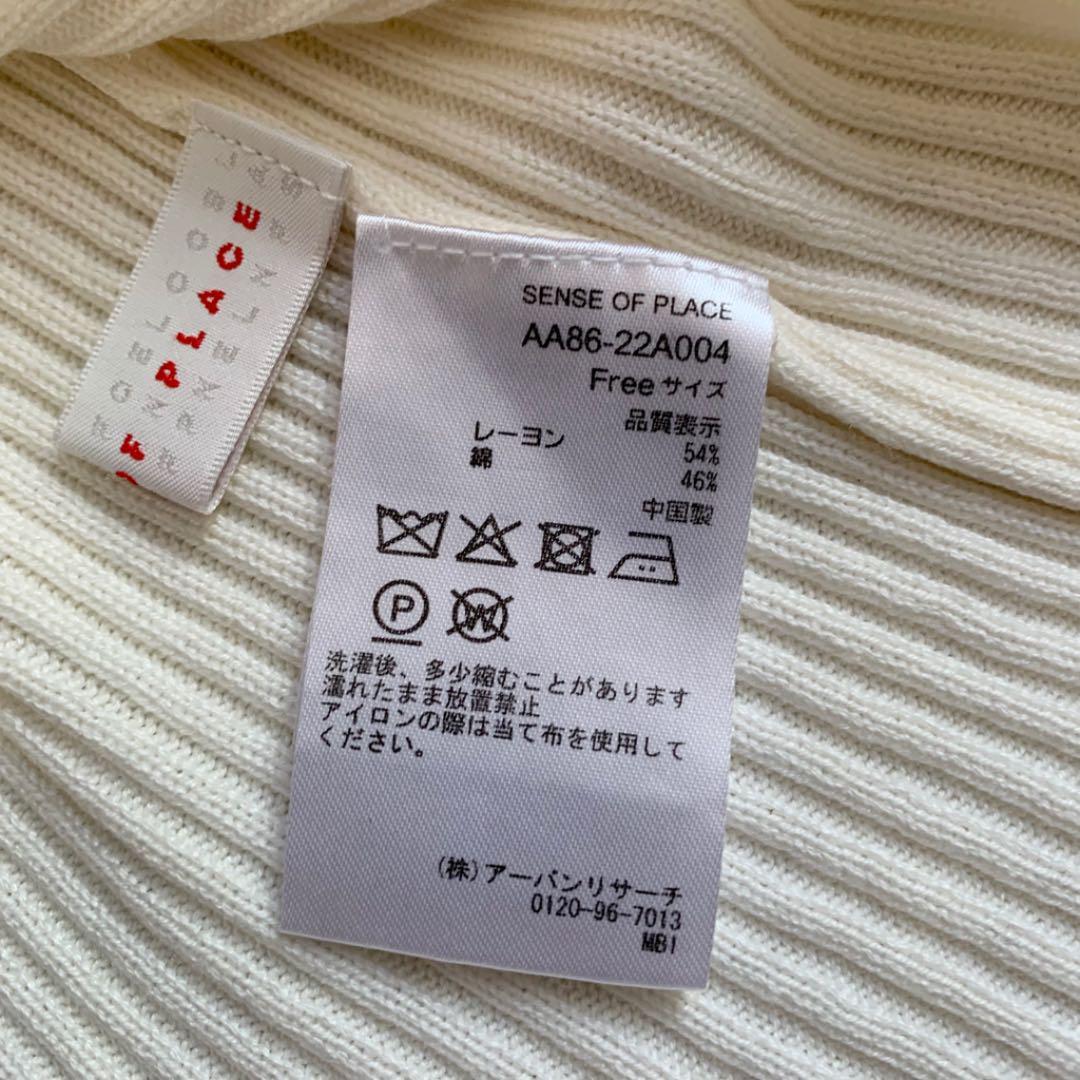 OF PLACE
SENSE OF PLACE
AA86-22A004
Free サイズ
品質表示
レーヨン 54%
綿 46%
中国製
P W
洗濯後、多少縮むことがあります
濡れたまま放置禁止
アイロンの際は当て布を使用して
ください。
(株)アーバンリサーチ
0120-96-7013
MBI